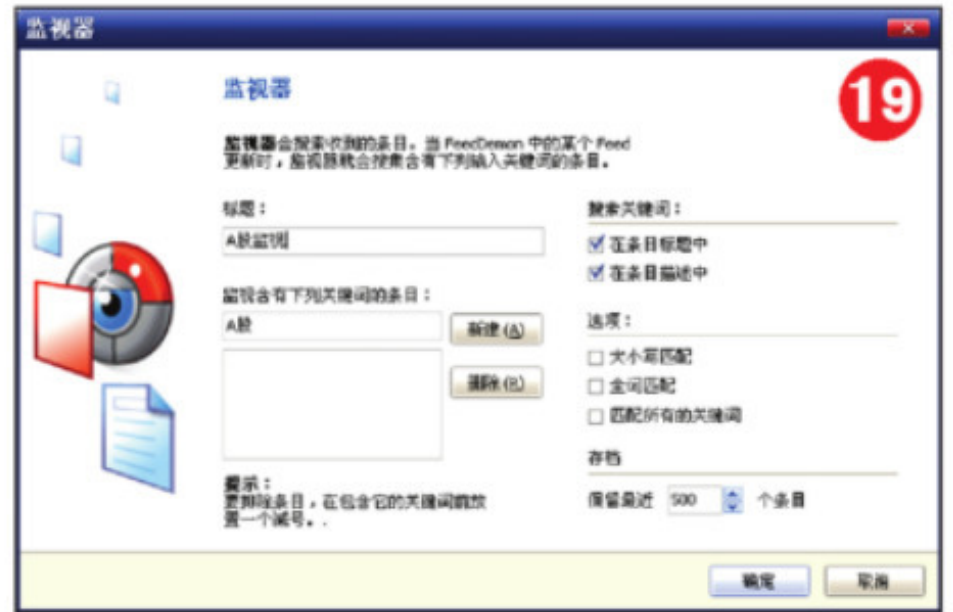 监视器
19
监视器
监视器会搜索收到的条目。当 FeedDemon 中的某个 Feed
更新时，监视器就会搜集含有下列输入关键词的条目。
标题：
A股监视
监视含有下列关键词的条目：
A股
新建(A)
删除(R)
提示：
要排除条目，在包含它的关键词前放
置一个减号。.
搜索关键词：
在条目标题中
在条目描述中
选项：
大小写匹配
全词匹配
匹配所有的关键词
存档
保留最近 500 个条目
确定
取消